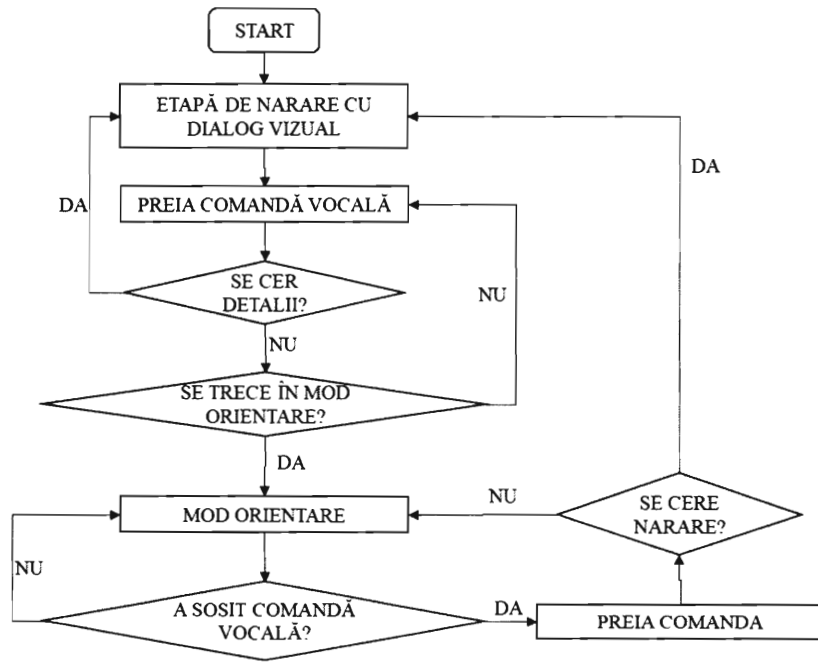 START
ETAPĂ DE NARARE CU
DIALOG VIZUAL
DA
DA
PREIA COMANDĂ VOCALĂ
SE CER
DETALII?
NU
NU
SE TRECE ÎN MOD
ORIENTARE?
DA
MOD ORIENTARE
NU
SE CERE
NARARE?
NU
A SOSIT COMANDĂ
VOCALĂ?
DA
PREIA COMANDA